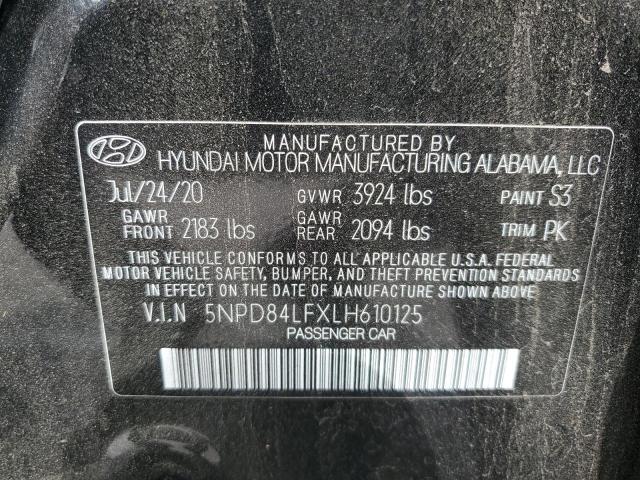 MANUFACTURED BY
HYUNDAI MOTOR MANUFACTURING ALABAMA, LLC
Jul/24/20 GVWR 3924 lbs PAINT S3
GAWR FRONT 2183 lbs GAWR REAR 2094 lbs TRIM PK
THIS VEHICLE CONFORMS TO ALL APPLICABLE U.S.A. FEDERAL
MOTOR VEHICLE SAFETY, BUMPER, AND THEFT PREVENTION STANDARDS
IN EFFECT ON THE DATE OF MANUFACTURE SHOWN ABOVE.
V.I.N 5NPD84LFXLH610125
PASSENGER CAR